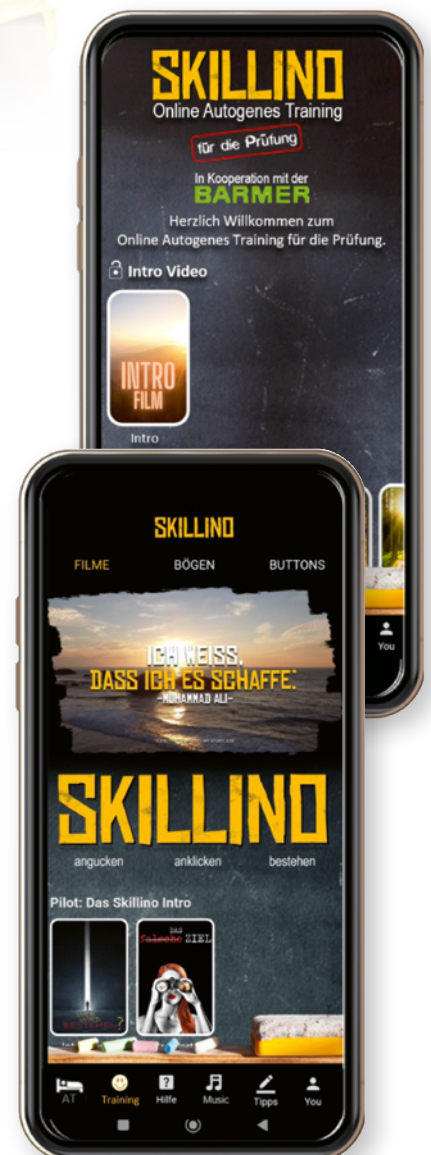 SKILLINO
Online Autogenes Training
für die Prüfung
In Kooperation mit der
BARMER
Herzlich Willkommen zum
Online Autogenes Training für die Prüfung.
Intro Video
INTRO
FILM
Intro
You
SKILLINO
FILME BÖGEN BUTTONS
ICH WEISS,
DASS ICH ES SCHAFFE.
-MUHAMMAD ALI-
SKILLINO
angucken anklicken bestehen
Pilot: Das Skillino Intro
DAS
falsche ZIEL
BESTEHEN?
AT Training Hilfe Music Tipps You